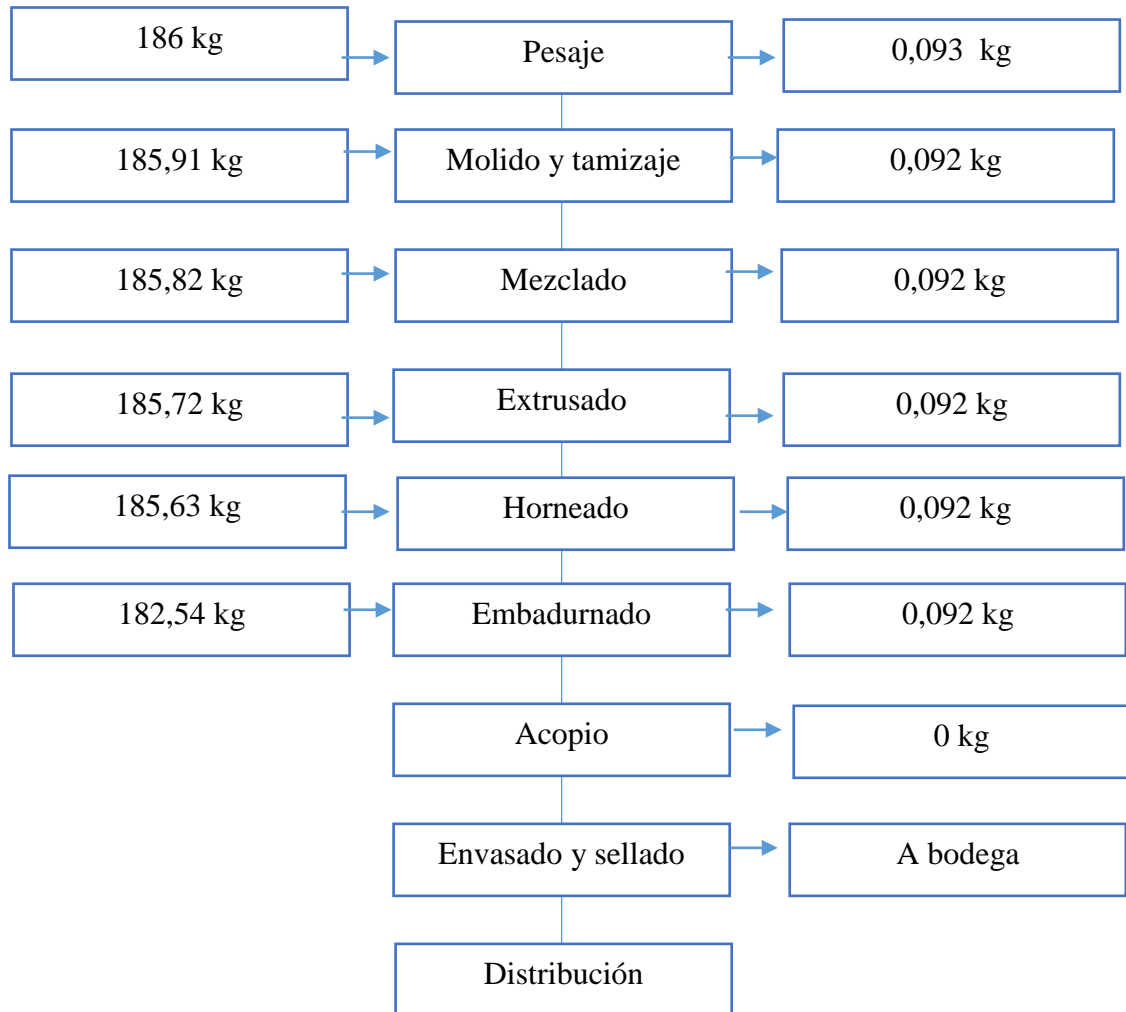 186 kg
Pesaje
0,093 kg
185,91 kg
Molido y tamizaje
0,092 kg
185,82 kg
Mezclado
0,092 kg
185,72 kg
Extrusado
0,092 kg
185,63 kg
Horneado
0,092 kg
182,54 kg
Embadurnado
0,092 kg
Acopio
0 kg
Envasado y sellado
A bodega
Distribución